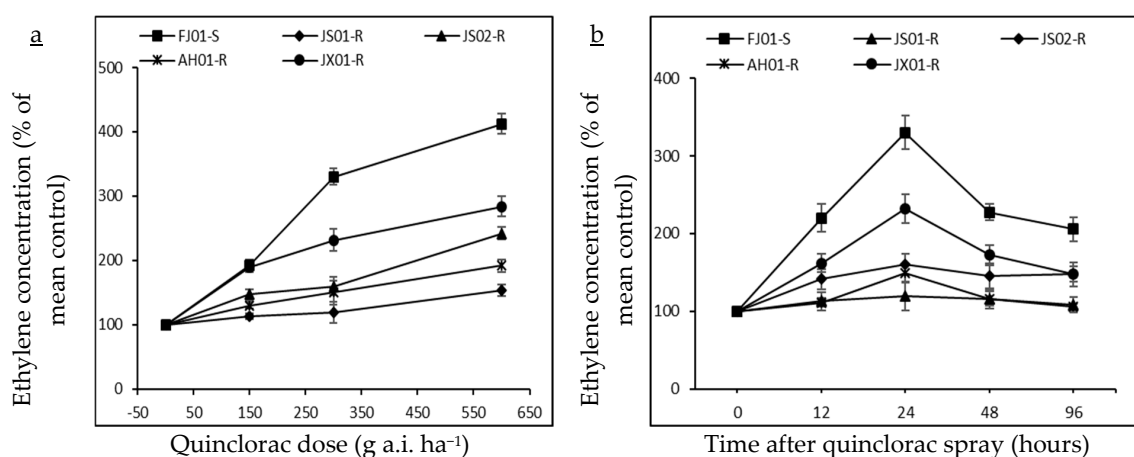 a
FJ01-S JS01-R JS02-R
AH01-R JX01-R
Ethylene concentration (% of
mean control)
500
400
300
200
100
0
-50 50 150 250 350 450 550 650
Quinclorac dose (g a.i. ha⁻¹)
b
FJ01-S JS01-R JS02-R
AH01-R JX01-R
Ethylene concentration (% of
mean control)
400
300
200
100
0
0 12 24 48 96
Time after quinclorac spray (hours)